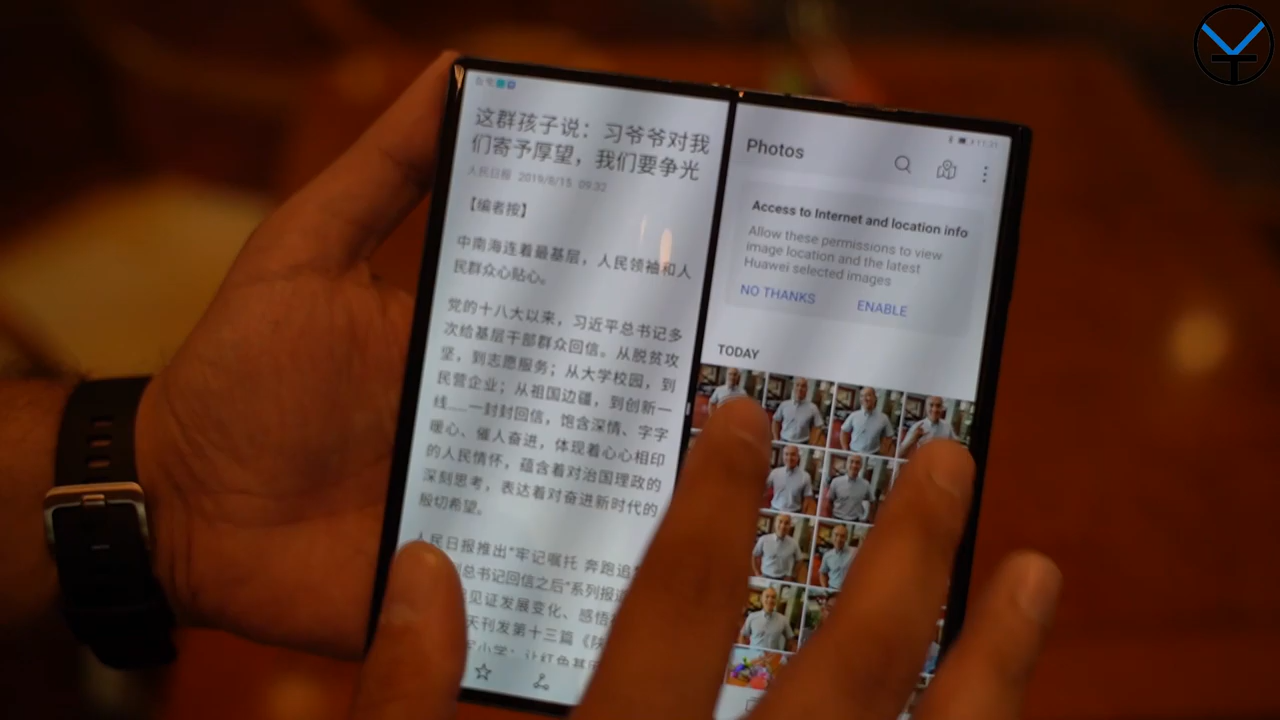 这群孩子说：习爷爷对我
们寄予厚望，我们要争光
人民日报 2019/8/15 09:32
【编者按】
中南海连着最基层，人民领袖和人
民群众心贴心。
党的十八大以来，习近平总书记多
次给基层干部群众回信。从脱贫攻
坚，到志愿服务；从大学校园，到
民营企业；从祖国边疆，到创新一
线......一封封回信，饱含深情、字字
暖心、催人奋进，体现着心心相印
的人民情怀，蕴含着对治国理政的
深刻思考，表达着对奋进新时代的
殷切希望。
人民日报推出"牢记嘱托 奔跑追
总书记回信之后"系列报道
见证发展变化、感悟
天刊发第十三篇《陕
Photos
Access to Internet and location info
Allow these permissions to view
image location and the latest
Huawei selected images
NO THANKS ENABLE
TODAY